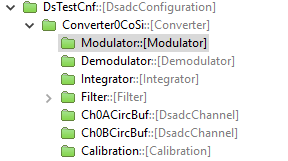 DsTestCnf::[DsadcConfiguration]
Converter0CoSi::[Converter]
Modulator::[Modulator]
Demodulator::[Demodulator]
Integrator::[Integrator]
Filter::[Filter]
Ch0ACircBuf::[DsadcChannel]
Ch0BCircBuf::[DsadcChannel]
Calibration::[Calibration]